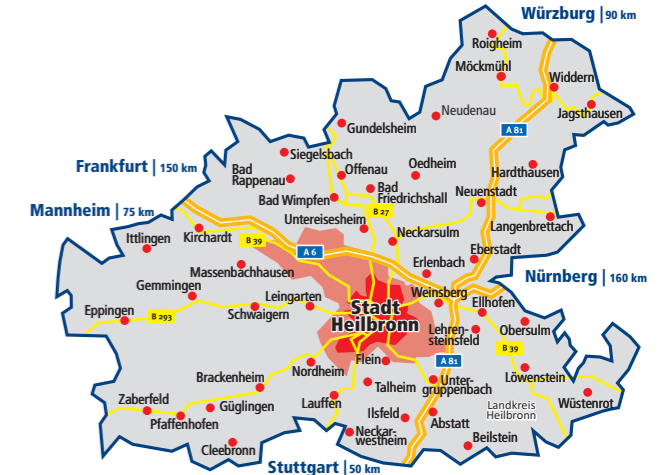 Würzburg | 90 km
Roigheim
Möckmühl
Widdern
Jagsthausen
Neudenau
Gundelsheim
A 81
Siegelsbach
Frankfurt | 150 km
Bad
Rappenau
Offenau
Oedheim
Hardthausen
Bad
Friedrichshall
Neuenstadt
Bad Wimpfen
Mannheim | 75 km
B 27
Untereisesheim
Langenbrettach
Ittlingen
Kirchardt
B 39
Neckarsulm
A 6
Eberstadt
Massenbachhausen
Erlenbach
Nürnberg | 160 km
Gemmingen
Leingarten
Weinsberg
Ellhofen
Eppingen
B 293
Schwaigern
Stadt
Heilbronn
Obersulm
Lehren-
steinsfeld
B 39
Flein
A 81
Nordheim
Löwenstein
Brackenheim
Talheim
Unter-
gruppenbach
Zaberfeld
Güglingen
Lauffen
Wüstenrot
Landkreis
Heilbronn
Pfaffenhofen
Ilsfeld
Abstatt
Neckar-
westheim
Cleebronn
Beilstein
Stuttgart | 50 km